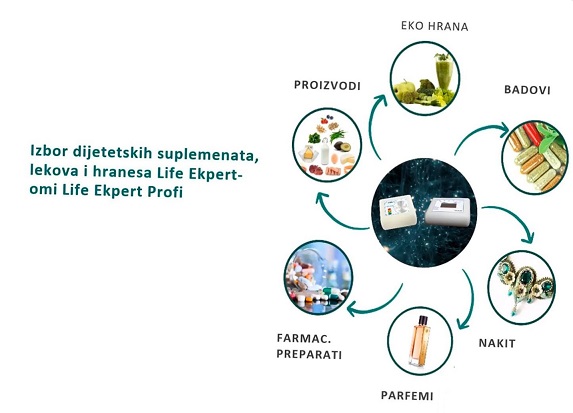 EKO HRANA
PROIZVODI
BADOVI
Izbor dijetetskih suplemenata,
lekova i hranesa Life Ekpert-
omi Life Ekpert Profi
FARMAC.
PREPARATI
NAKIT
PARFEMI